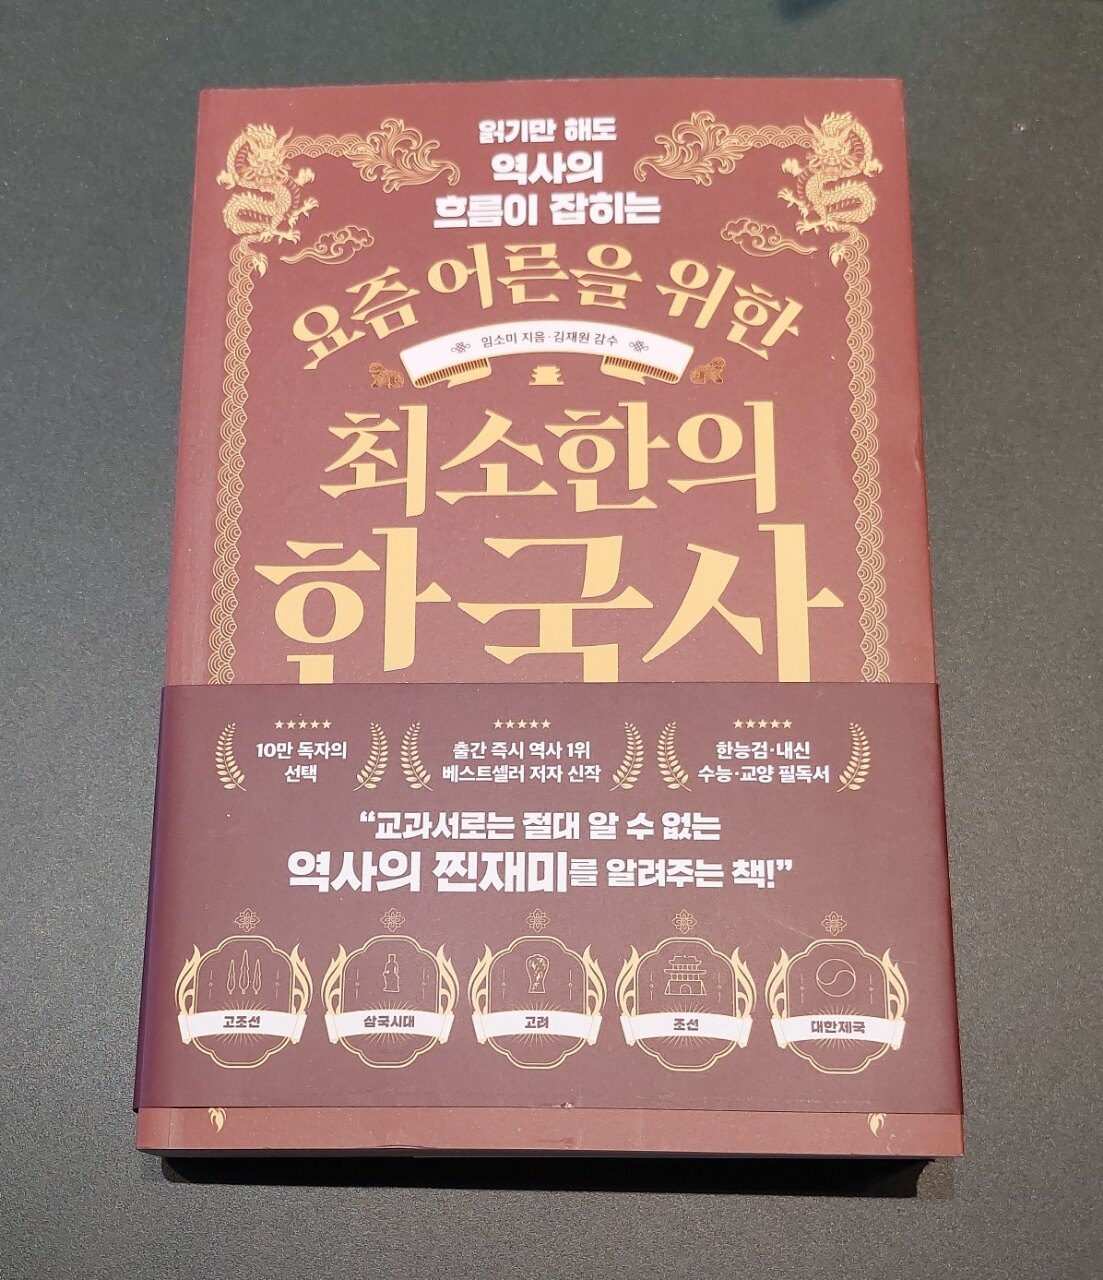 읽기만 해도
역사의
흐름이 잡히는
요즘 어른을 위한
임소미 지음·김재원 감수
최소한의
한국사
10만 독자의
선택
출간 즉시 역사 1위
베스트셀러 저자 신작
한능검·내신
수능·교양 필독서
“교과서로는 절대 알 수 없는
역사의 찐재미를 알려주는 책!”
고조선
삼국시대
고려
조선
대한제국